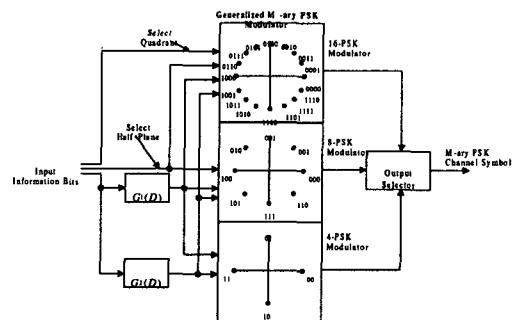 Generalized M-ary PSK
Modulator
Select
Quadrant
16-PSK
Modulator
0111
0110
1000
1001
1011
1010
0011
0001
0000
1110
1111
1101
Select
Half-Plane
8-PSK
Modulator
010
001
100
000
101
110
111
Input
Information Bits
G1(D)
Output
Selector
M-ary PSK
Channel Symbol
4-PSK
Modulator
11
00
10
G2(D)